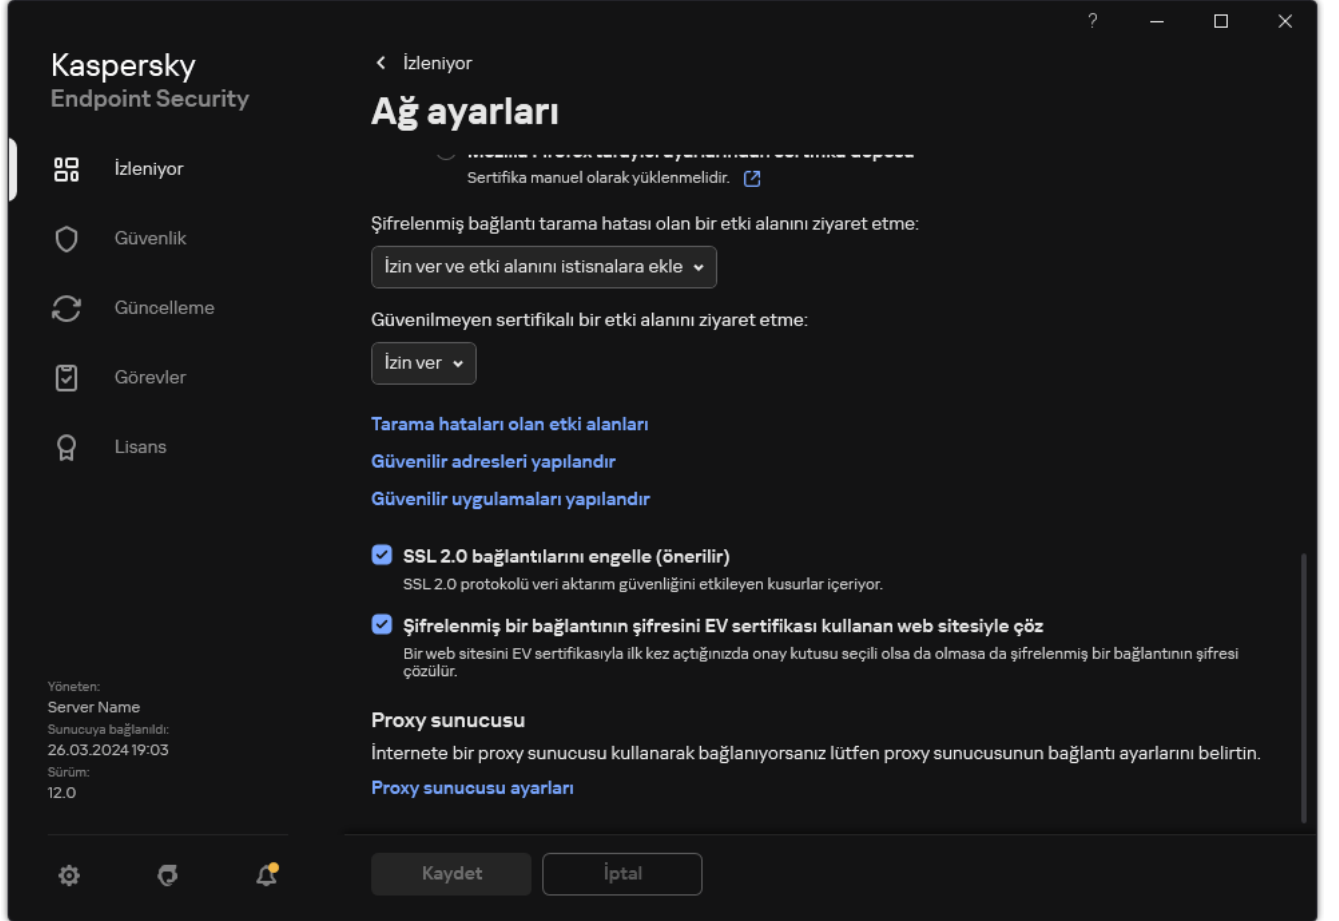 ?
Kaspersky
Endpoint Security
İzleniyor
Güvenlik
Güncelleme
Görevler
Lisans
Yöneten:
Server Name
Sunucuya bağlanıldı:
26.03.2024 19:03
Sürüm:
12.0
İzleniyor
Ağ ayarları
Mozilla Firefox tarayıcı ayarlarından sertifika deposu
Sertifika manuel olarak yüklenmelidir.
Şifrelenmiş bağlantı tarama hatası olan bir etki alanını ziyaret etme:
İzin ver ve etki alanını istisnalara ekle
Güvenilmeyen sertifikalı bir etki alanını ziyaret etme:
İzin ver
Tarama hataları olan etki alanları
Güvenilir adresleri yapılandır
Güvenilir uygulamaları yapılandır
SSL 2.0 bağlantılarını engelle (önerilir)
SSL 2.0 protokolü veri aktarım güvenliğini etkileyen kusurlar içeriyor.
Şifrelenmiş bir bağlantının şifresini EV sertifikası kullanan web sitesiyle çöz
Bir web sitesini EV sertifikasıyla ilk kez açtığınızda onay kutusu seçili olsa da olmasa da şifrelenmiş bir bağlantının şifresi
çözülür.
Proxy sunucusu
İnternete bir proxy sunucusu kullanarak bağlanıyorsanız lütfen proxy sunucusunun bağlantı ayarlarını belirtin.
Proxy sunucusu ayarları
Kaydet
İptal